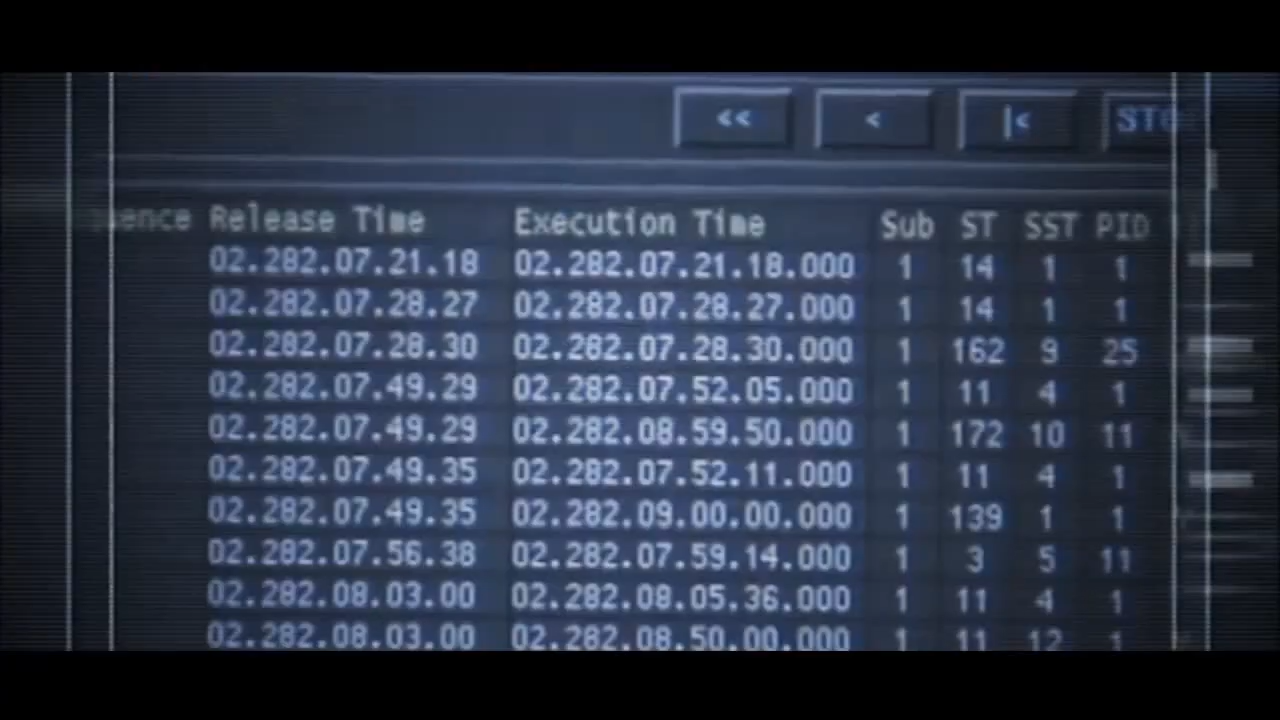 << < |<
Release Time Execution Time Sub ST SST PID
02.282.07.21.18 02.282.07.21.18.000 1 14 1 1
02.282.07.28.27 02.282.07.28.27.000 1 14 1 1
02.282.07.28.30 02.282.07.28.30.000 1 162 9 25
02.282.07.49.29 02.282.07.52.05.000 1 11 4 1
02.282.07.49.29 02.282.08.59.50.000 1 172 10 11
02.282.07.49.35 02.282.07.52.11.000 1 11 4 1
02.282.07.49.35 02.282.09.00.00.000 1 139 1 1
02.282.07.56.38 02.282.07.59.14.000 1 3 5 11
02.282.08.03.00 02.282.08.05.36.000 1 11 4 1
02.282.08.03.00 02.282.08.50.00.000 1 11 12 1